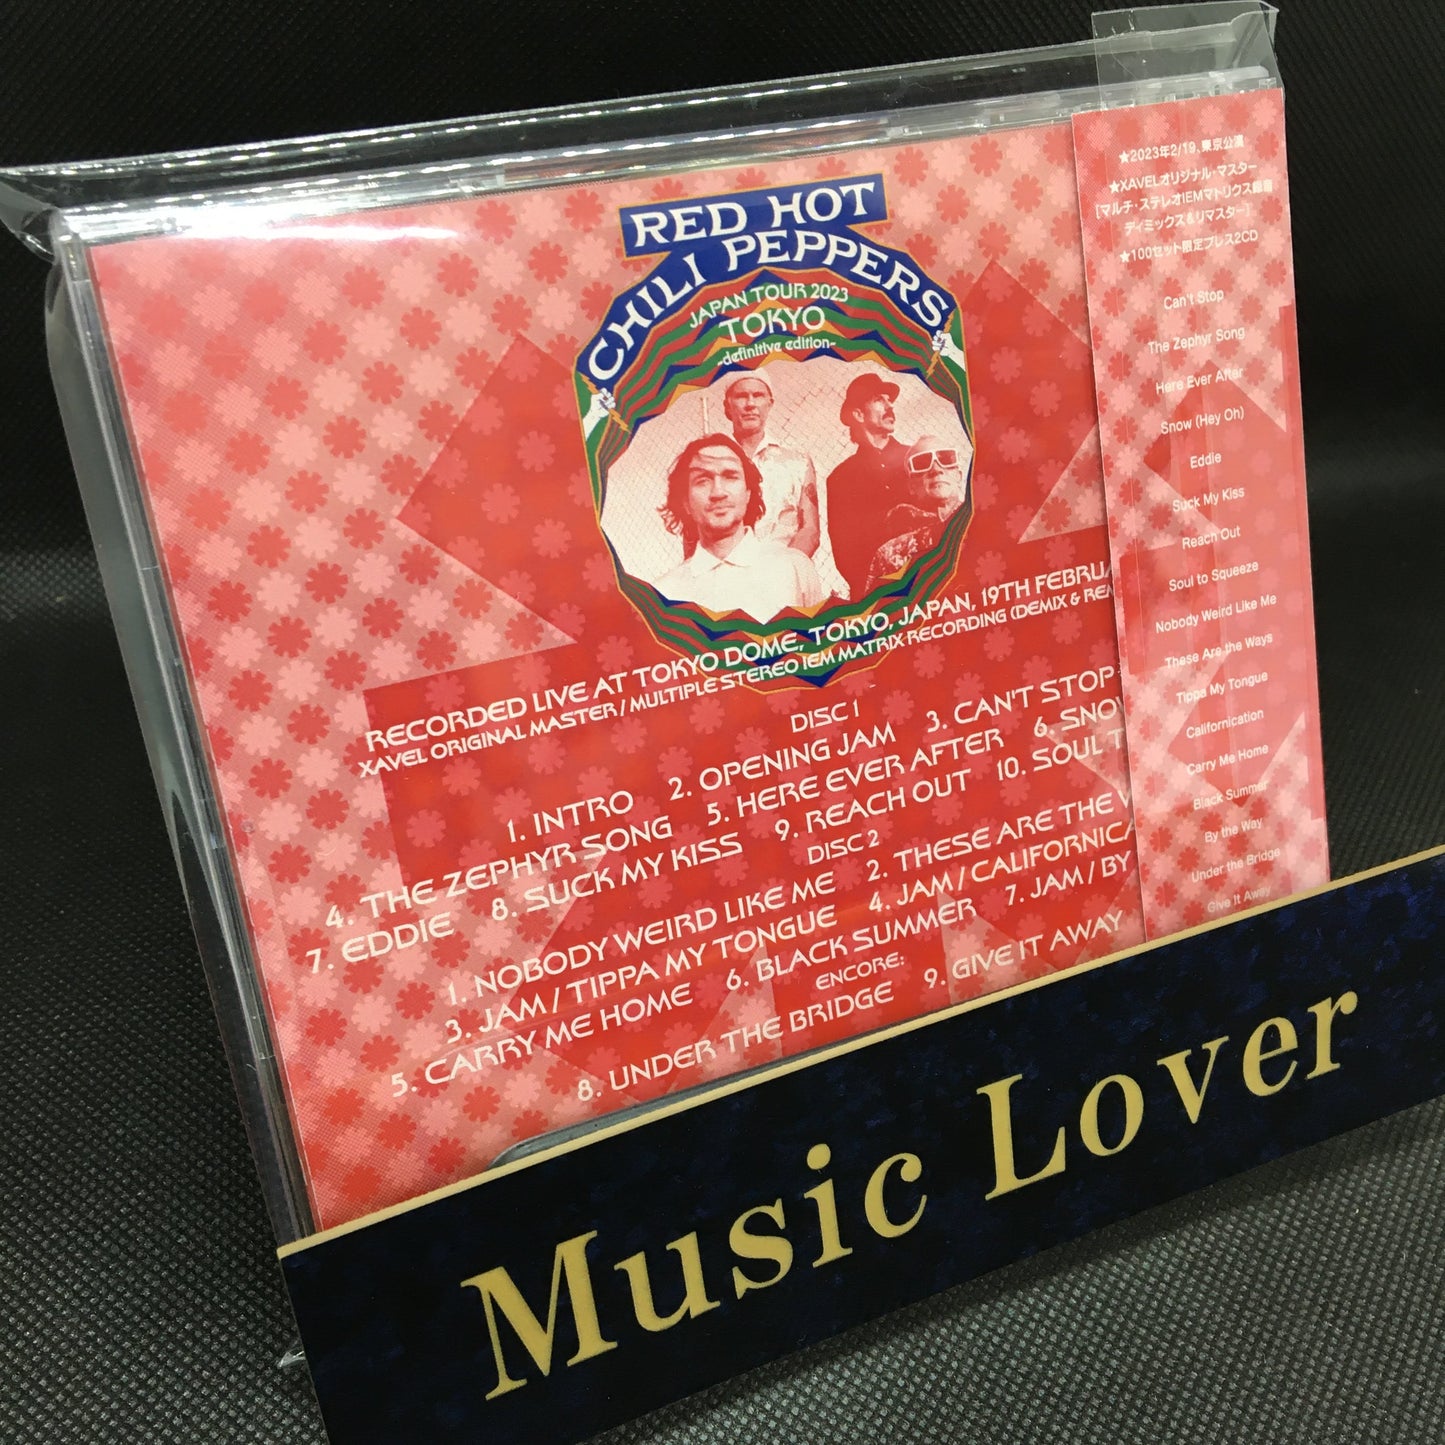 RED HOT
CHILI PEPPERS
JAPAN TOUR 2023
TOKYO
-definitive edition-
RECORDED LIVE AT TOKYO DOME, TOKYO, JAPAN, 19TH
XAVEL ORIGINAL MASTER / MULTIPLE STEREO IEM MATRIX RECORDING (DEMIX &
DISC 1
1. INTRO 2. OPENING JAM 3. CAN'T STOP
4. THE ZEPHYR SONG 5. HERE EVER AFTER 6.
7. EDDIE 8. SUCK MY KISS 9. REACH OUT 10. SOUL
DISC 2
1. NOBODY WEIRD LIKE ME 2. THESE ARE THE
3. JAM / TIPPA MY TONGUE 4. JAM /
5. CARRY ME HOME 6. BLACK SUMMER 7. JAM / BY
ENCORE:
8. UNDER THE BRIDGE 9. GIVE IT AWAY
★2023年2/19、東京公演
★XAVELオリジナル・マスター
[マルチ・ステレオIEMマトリクス録音
ディミックス&リマスター]
★100セット限定プレス2CD
Can't Stop
The Zephyr Song
Here Ever After
Snow (Hey Oh)
Eddie
Suck My Kiss
Reach Out
Soul to Squeeze
Nobody Weird Like Me
These Are the Ways
Tippa My Tongue
Californication
Carry Me Home
Black Summer
By the Way
Under the Bridge
Give It Away
Music Lover